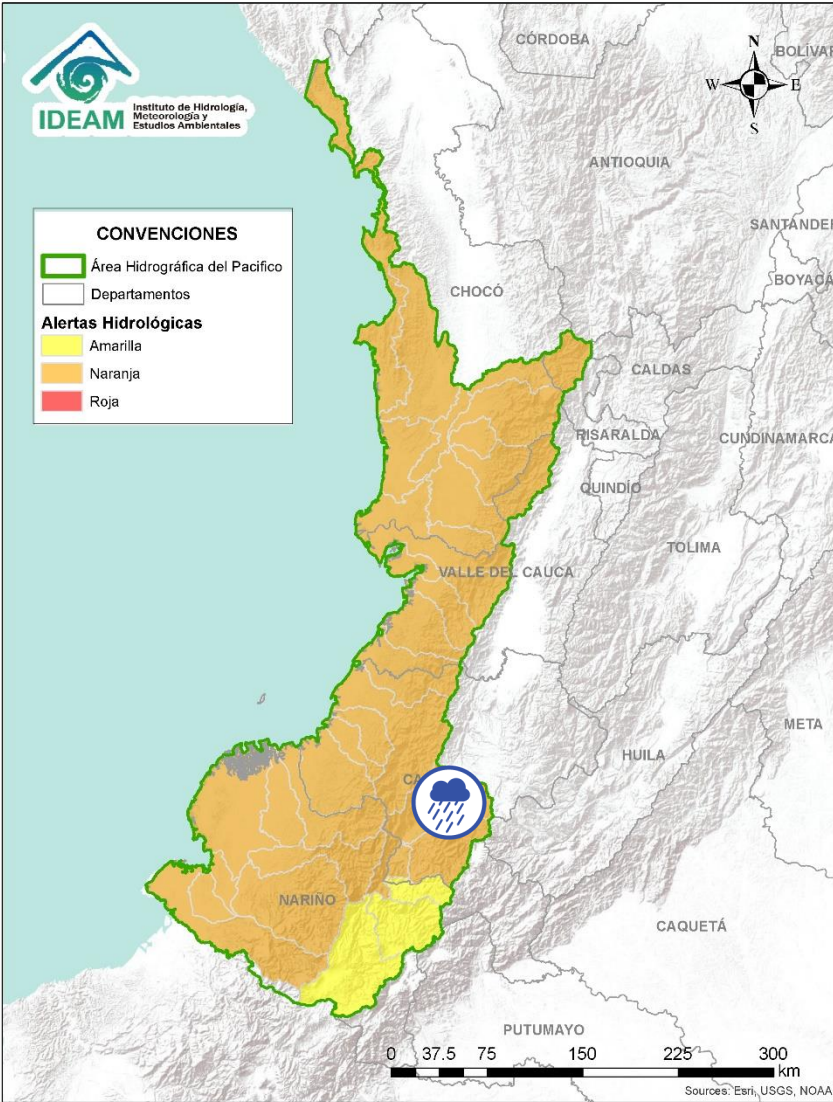 IDEAM
Instituto de Hidrología,
Meteorología y
Estudios Ambientales
N
W
E
S
CÓRDOBA
BOLÍVAR
ANTIOQUIA
SANTANDER
BOYACÁ
CONVENCIONES
Área Hidrográfica del Pacifico
Departamentos
Alertas Hidrológicas
Amarilla
Naranja
Roja
CHOCÓ
CALDAS
RISARALDA
CUNDINAMARCA
QUINDÍO
TOLIMA
VALLE DEL CAUCA
META
HUILA
CA
NARIÑO
CAQUETÁ
PUTUMAYO
0 37.5 75 150 225 300
km
Sources: Esri, USGS, NOAA